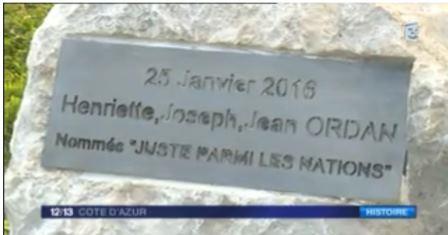 25 Janvier 2016
Henriette, Joseph, Jean ORDAN
Nommés "JUSTE PARMI LES NATIONS"
12/13 COTE D'AZUR
HISTOIRE